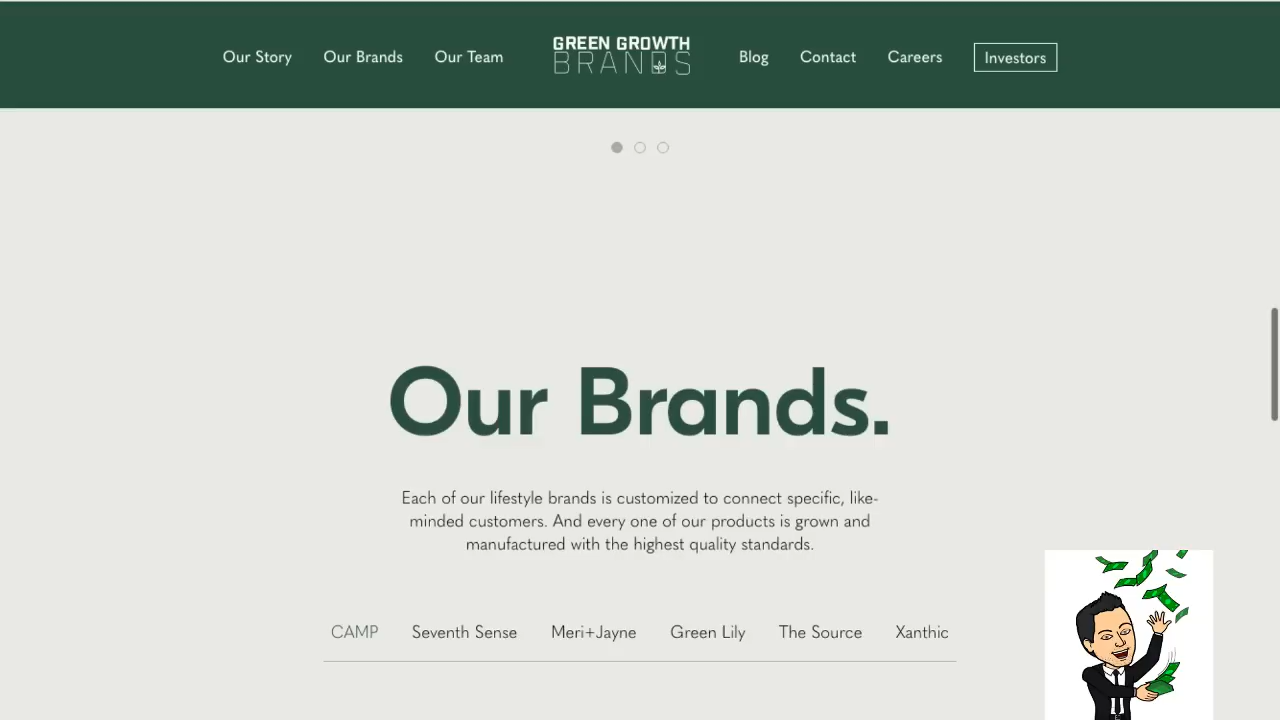 Our Story
Our Brands
Our Team
GREEN GROWTH
BRANDS
Blog
Contact
Careers
Investors
Our Brands.
Each of our lifestyle brands is customized to connect specific, like-
minded customers. And every one of our products is grown and
manufactured with the highest quality standards.
CAMP
Seventh Sense
Meri+Jayne
Green Lily
The Source
Xanthic